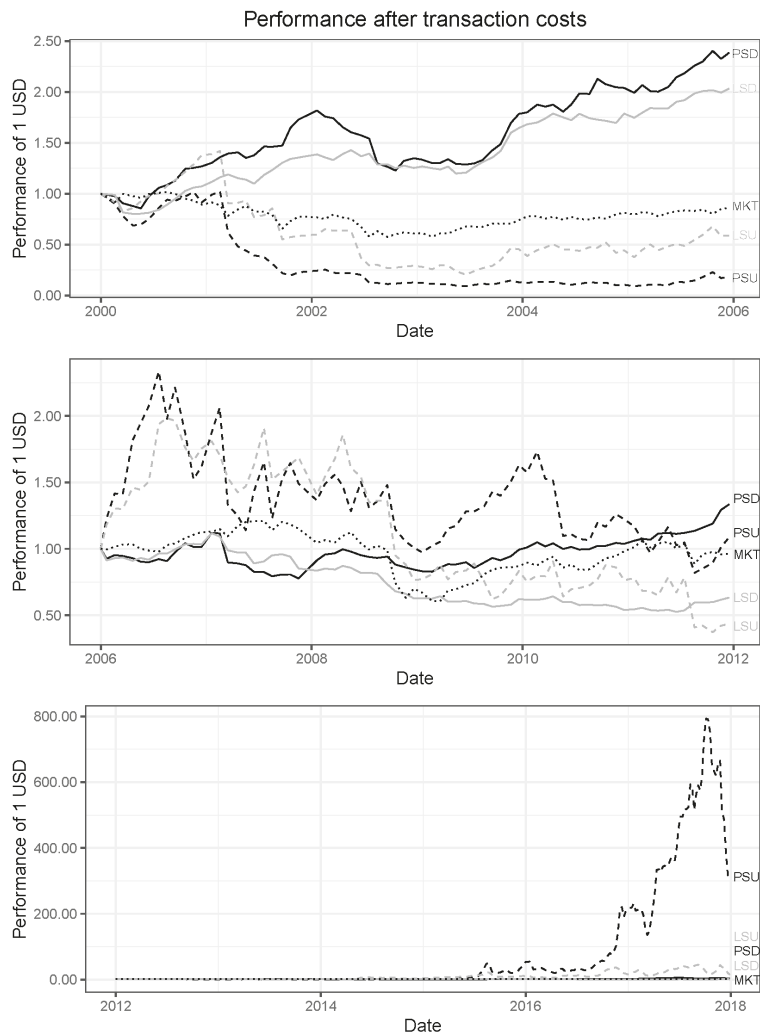 Performance after transaction costs
Performance of 1 USD
2.50
2.00
1.50
1.00
0.50
0.00
PSD
LSD
MKT
LSU
PSU
2000
2002
2004
2006
Date
Performance of 1 USD
2.00
1.50
1.00
0.50
PSD
PSU
MKT
LSD
LSU
2006
2008
2010
2012
Date
Performance of 1 USD
800.00
600.00
400.00
200.00
0.00
PSU
LSU
PSD
LSD
MKT
2012
2014
2016
2018
Date